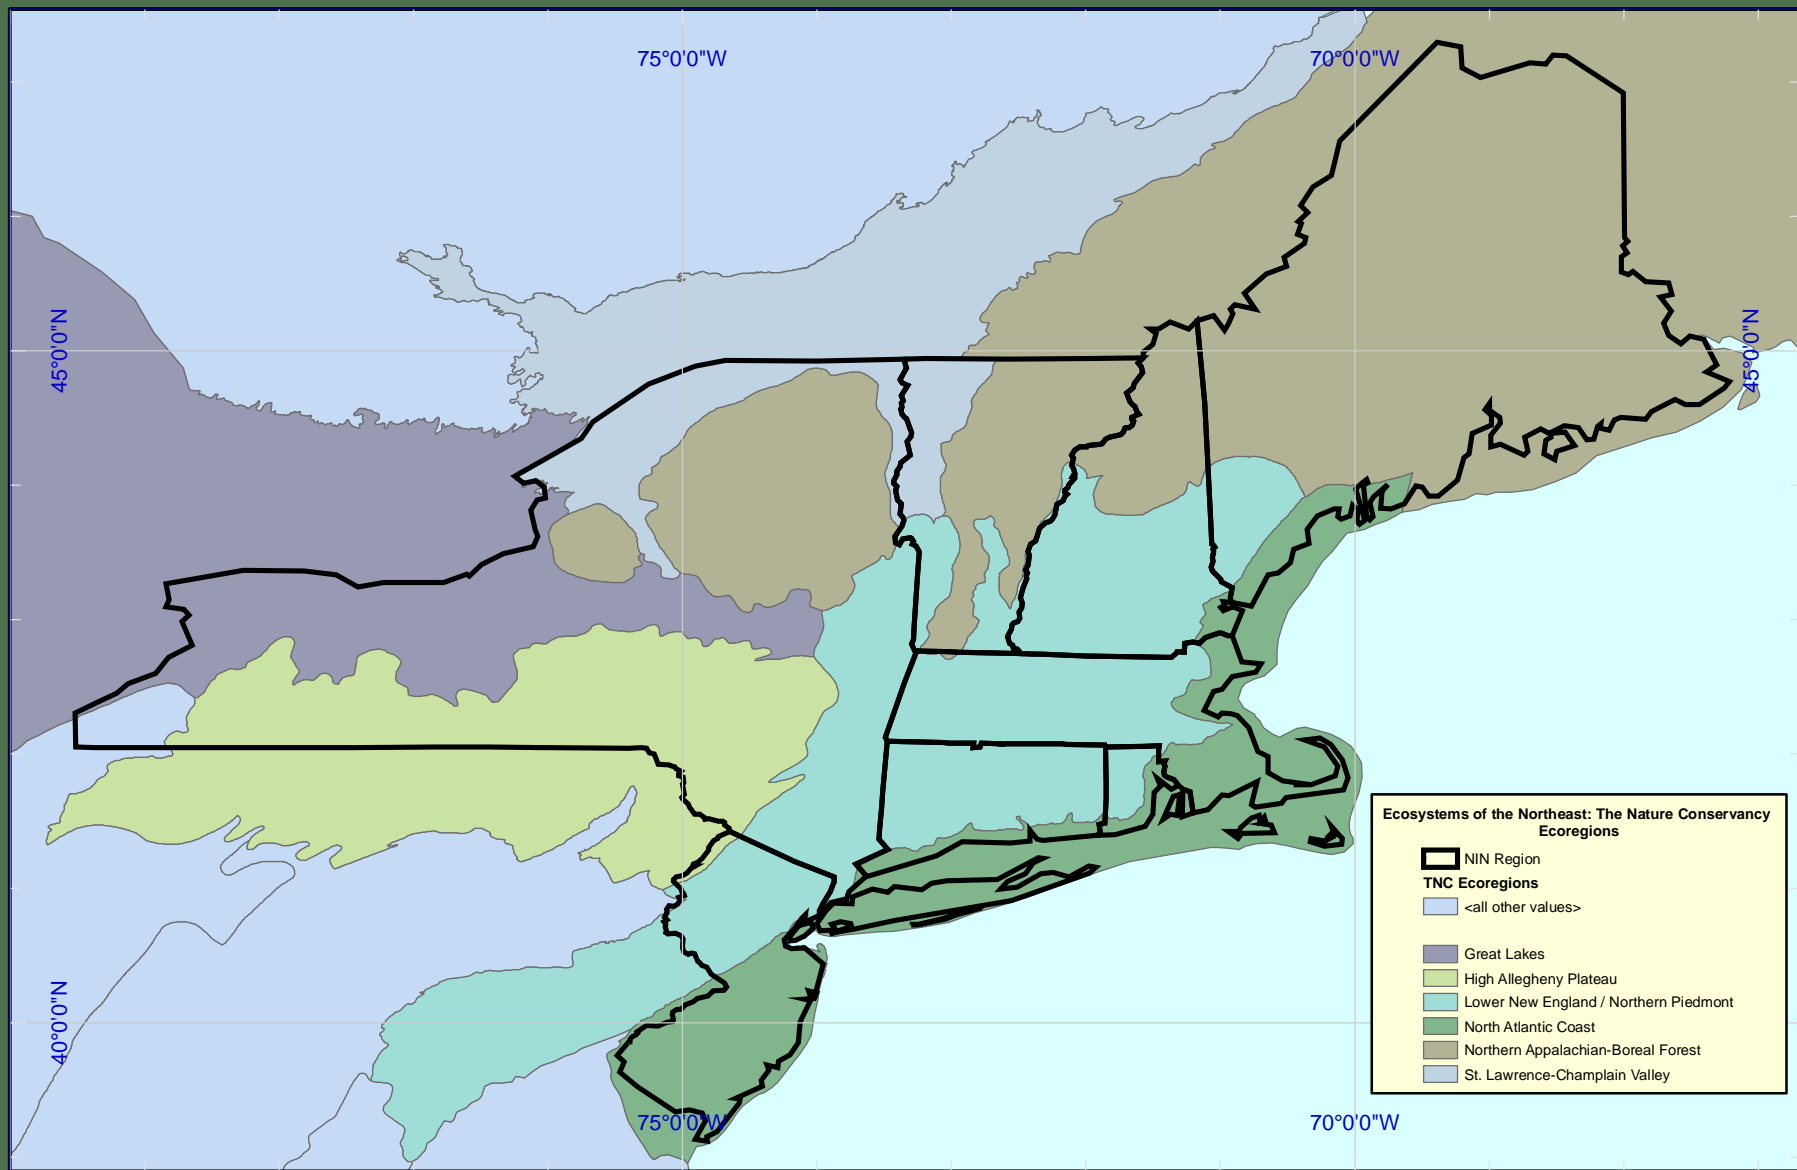 75°0'0"W
70°0'0"W
45°0'0"N
45°0'0"N
Ecosystems of the Northeast: The Nature Conservancy
Ecoregions
NIN Region
TNC Ecoregions
<all other values>
Great Lakes
High Allegheny Plateau
Lower New England / Northern Piedmont
North Atlantic Coast
Northern Appalachian-Boreal Forest
St. Lawrence-Champlain Valley
40°0'0"N
75°0'0"W
70°0'0"W